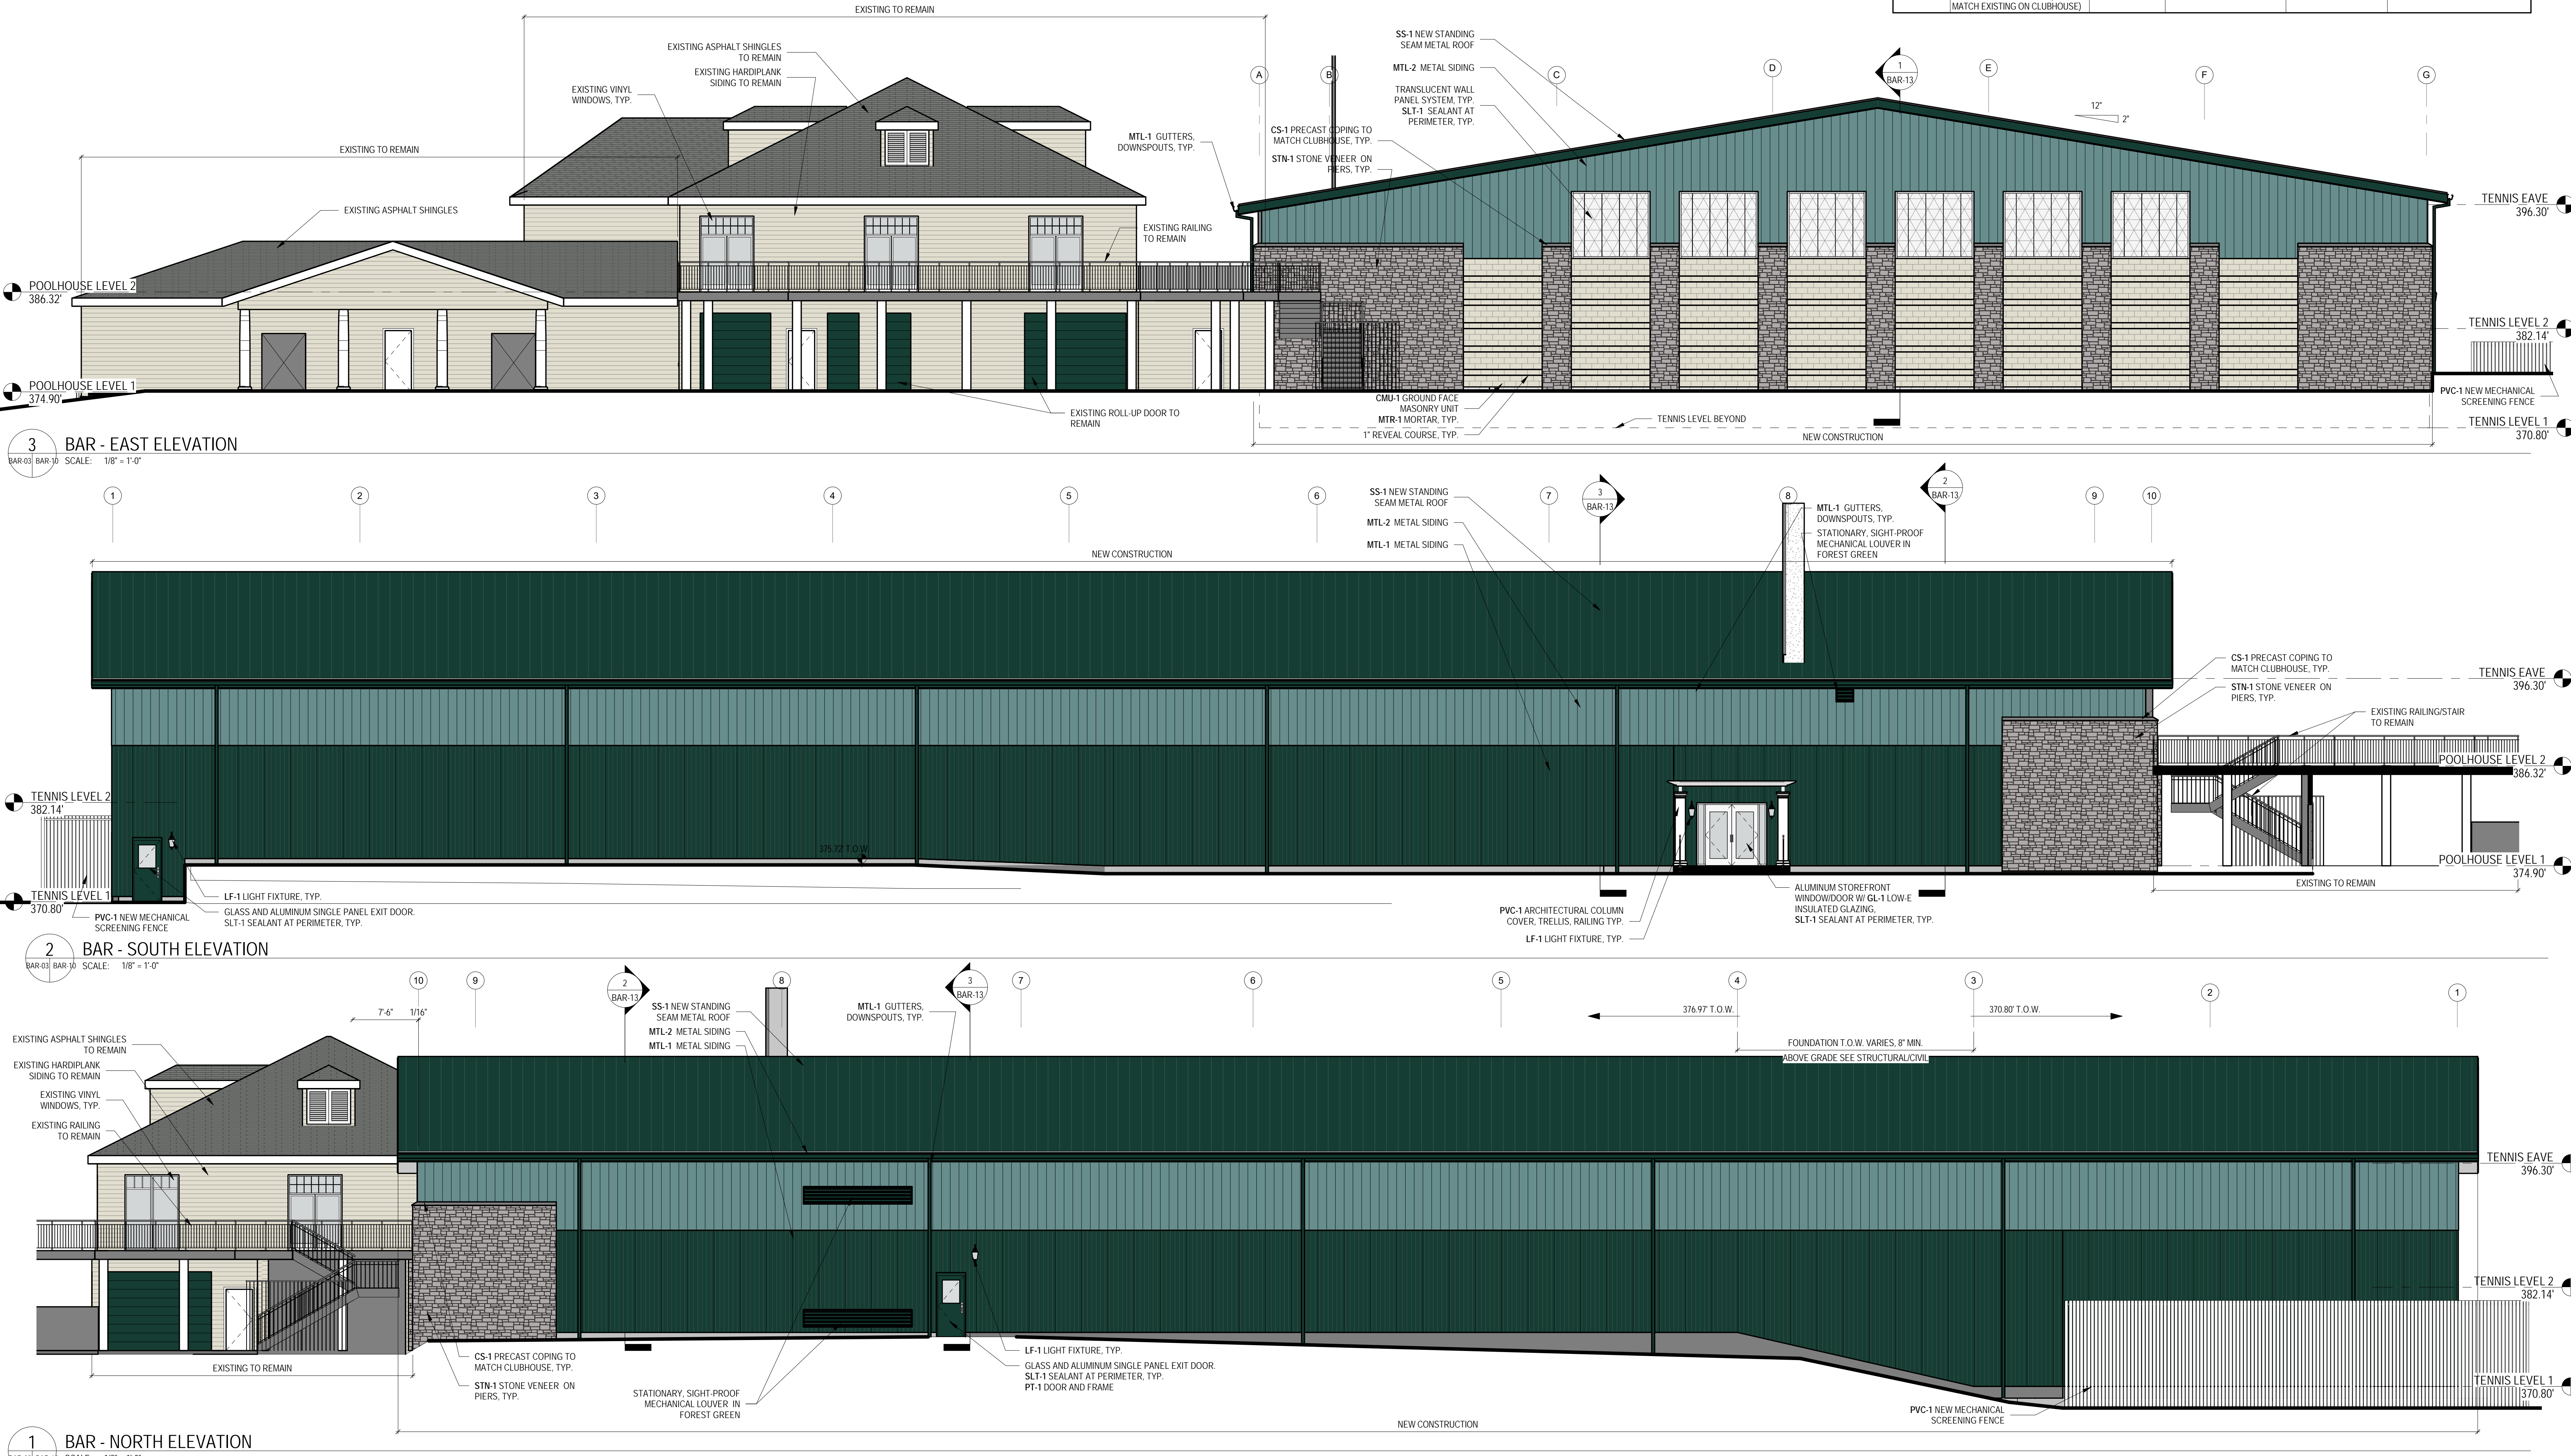 MATCH EXISTING ON CLUBHOUSE)
EXISTING TO REMAIN
EXISTING ASPHALT SHINGLES
TO REMAIN
EXISTING HARDIPLANK
SIDING TO REMAIN
EXISTING VINYL
WINDOWS, TYP.
EXISTING TO REMAIN
EXISTING ASPHALT SHINGLES
MTL-1 GUTTERS,
DOWNSPOUTS, TYP.
EXISTING RAILING
TO REMAIN
SS-1 NEW STANDING
SEAM METAL ROOF
MTL-2 METAL SIDING
TRANSLUCENT WALL
PANEL SYSTEM, TYP.
SLT-1 SEALANT AT
PERIMETER, TYP.
CS-1 PRECAST COPING TO
MATCH CLUBHOUSE, TYP.
STN-1 STONE VENEER ON
PIERS, TYP.
A
B
C
D
1
BAR-13
E
F
G
12"
2"
TENNIS EAVE
396.30'
TENNIS LEVEL 2
382.14'
PVC-1 NEW MECHANICAL
SCREENING FENCE
TENNIS LEVEL 1
370.80'
POOLHOUSE LEVEL 2
386.32'
POOLHOUSE LEVEL 1
374.90'
EXISTING ROLL-UP DOOR TO
REMAIN
CMU-1 GROUND FACE
MASONRY UNIT
MTR-1 MORTAR, TYP.
1" REVEAL COURSE, TYP.
TENNIS LEVEL BEYOND
NEW CONSTRUCTION
3
BAR-03 BAR-10
BAR - EAST ELEVATION
SCALE: 1/8" = 1'-0"
1
2
3
4
5
6
7
3
BAR-13
8
2
BAR-13
9
10
SS-1 NEW STANDING
SEAM METAL ROOF
MTL-2 METAL SIDING
MTL-1 METAL SIDING
MTL-1 GUTTERS,
DOWNSPOUTS, TYP.
STATIONARY, SIGHT-PROOF
MECHANICAL LOUVER IN
FOREST GREEN
NEW CONSTRUCTION
CS-1 PRECAST COPING TO
MATCH CLUBHOUSE, TYP.
STN-1 STONE VENEER ON
PIERS, TYP.
EXISTING RAILING/STAIR
TO REMAIN
TENNIS EAVE
396.30'
POOLHOUSE LEVEL 2
386.32'
POOLHOUSE LEVEL 1
374.90'
EXISTING TO REMAIN
TENNIS LEVEL 2
382.14'
TENNIS LEVEL 1
370.80'
375.72' T.O.W.
LF-1 LIGHT FIXTURE, TYP.
GLASS AND ALUMINUM SINGLE PANEL EXIT DOOR.
SLT-1 SEALANT AT PERIMETER, TYP.
PVC-1 NEW MECHANICAL
SCREENING FENCE
PVC-1 ARCHITECTURAL COLUMN
COVER, TRELLIS, RAILING TYP.
LF-1 LIGHT FIXTURE, TYP.
ALUMINUM STOREFRONT
WINDOW/DOOR W/ GL-1 LOW-E
INSULATED GLAZING,
SLT-1 SEALANT AT PERIMETER, TYP.
2
BAR-03 BAR-10
BAR - SOUTH ELEVATION
SCALE: 1/8" = 1'-0"
10
9
2
BAR-13
8
3
BAR-13
7
6
5
4
3
2
1
7'-6" 1/16"
SS-1 NEW STANDING
SEAM METAL ROOF
MTL-2 METAL SIDING
MTL-1 METAL SIDING
MTL-1 GUTTERS,
DOWNSPOUTS, TYP.
376.97' T.O.W.
370.80' T.O.W.
FOUNDATION T.O.W. VARIES, 8" MIN.
ABOVE GRADE SEE STRUCTURAL/CIVIL
EXISTING ASPHALT SHINGLES
TO REMAIN
EXISTING HARDIPLANK
SIDING TO REMAIN
EXISTING VINYL
WINDOWS, TYP.
EXISTING RAILING
TO REMAIN
TENNIS EAVE
396.30'
TENNIS LEVEL 2
382.14'
TENNIS LEVEL 1
370.80'
EXISTING TO REMAIN
CS-1 PRECAST COPING TO
MATCH CLUBHOUSE, TYP.
STN-1 STONE VENEER ON
PIERS, TYP.
STATIONARY, SIGHT-PROOF
MECHANICAL LOUVER IN
FOREST GREEN
LF-1 LIGHT FIXTURE, TYP.
GLASS AND ALUMINUM SINGLE PANEL EXIT DOOR.
SLT-1 SEALANT AT PERIMETER, TYP.
PT-1 DOOR AND FRAME
PVC-1 NEW MECHANICAL
SCREENING FENCE
NEW CONSTRUCTION
1
BAR - NORTH ELEVATION